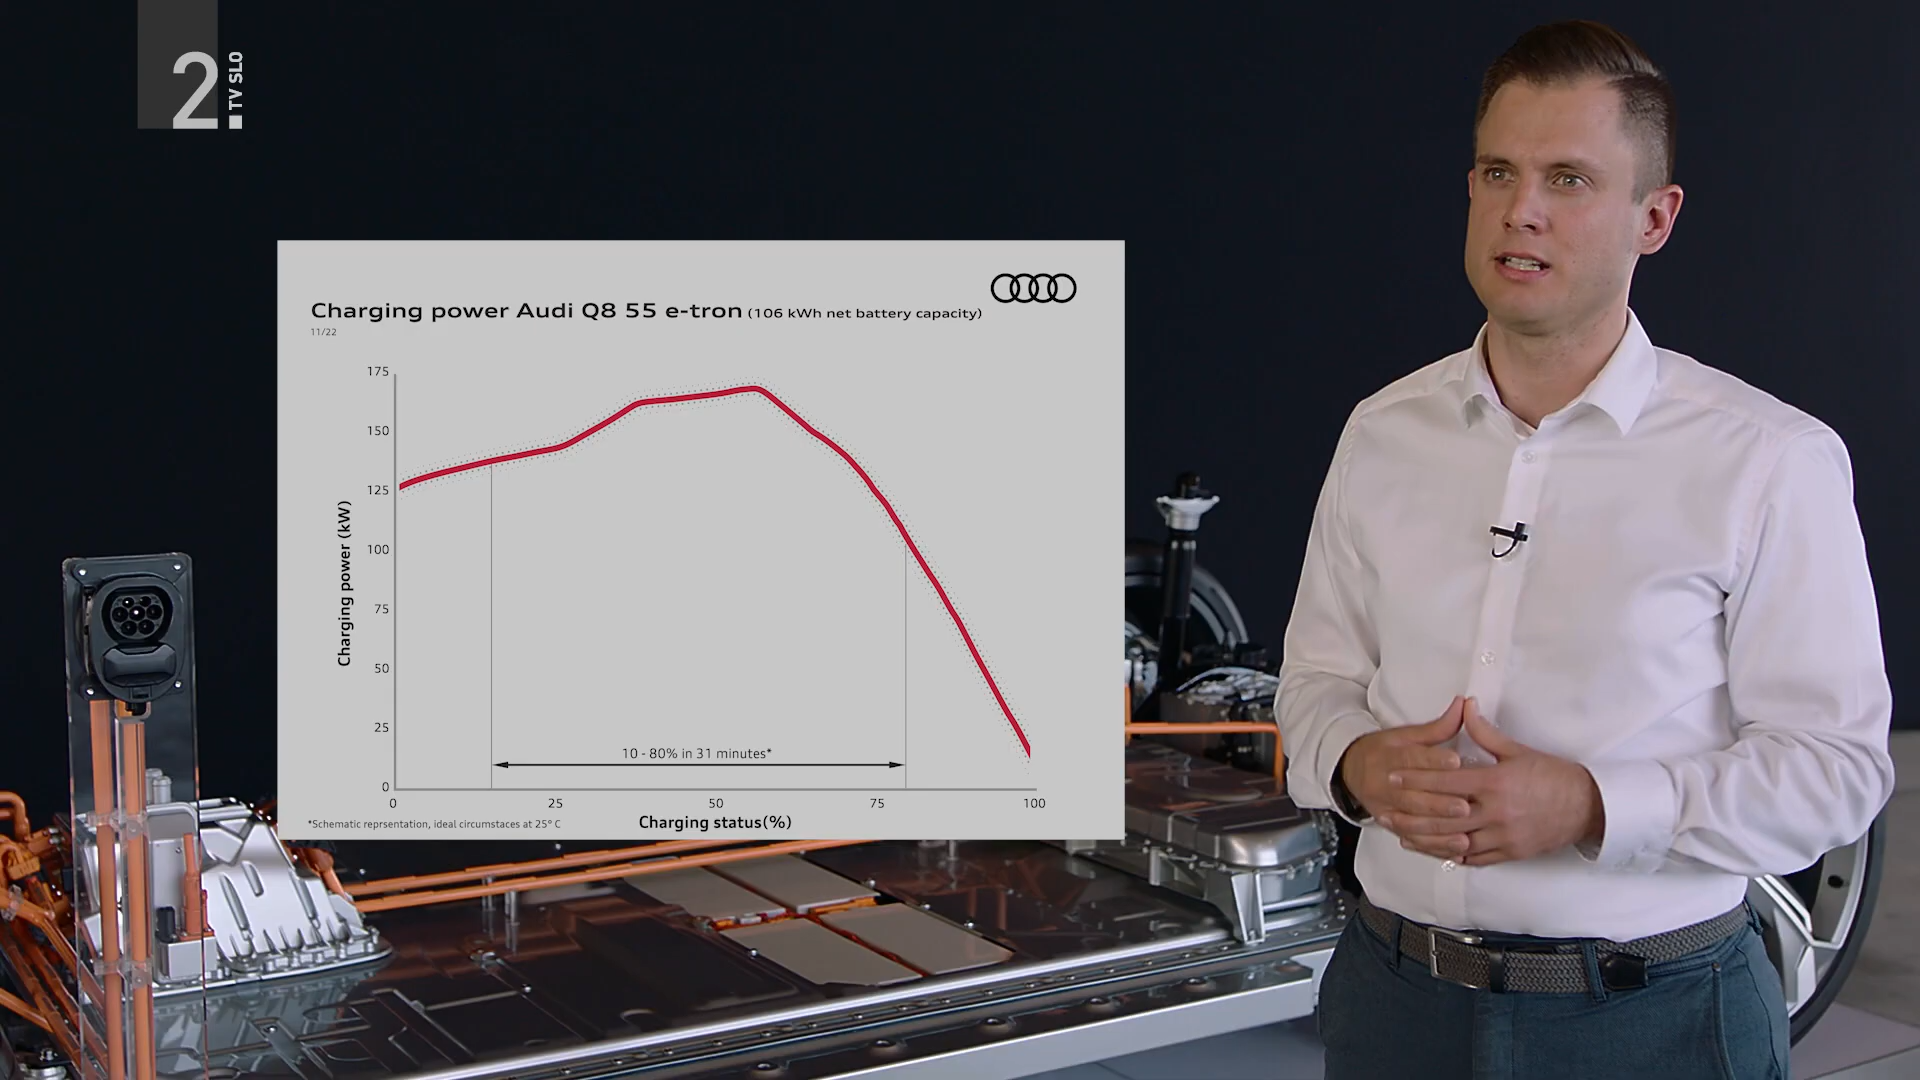 2.
TV SLO
Charging power Audi Q8 55 e-tron (106 kWh net battery capacity)
11/22
175
150
125
100
75
50
25
0
Charging power (kW)
10 - 80% in 31 minutes*
0 25 50 75 100
Charging status(%)
*Schematic reprsentation, ideal circumstaces at 25° C